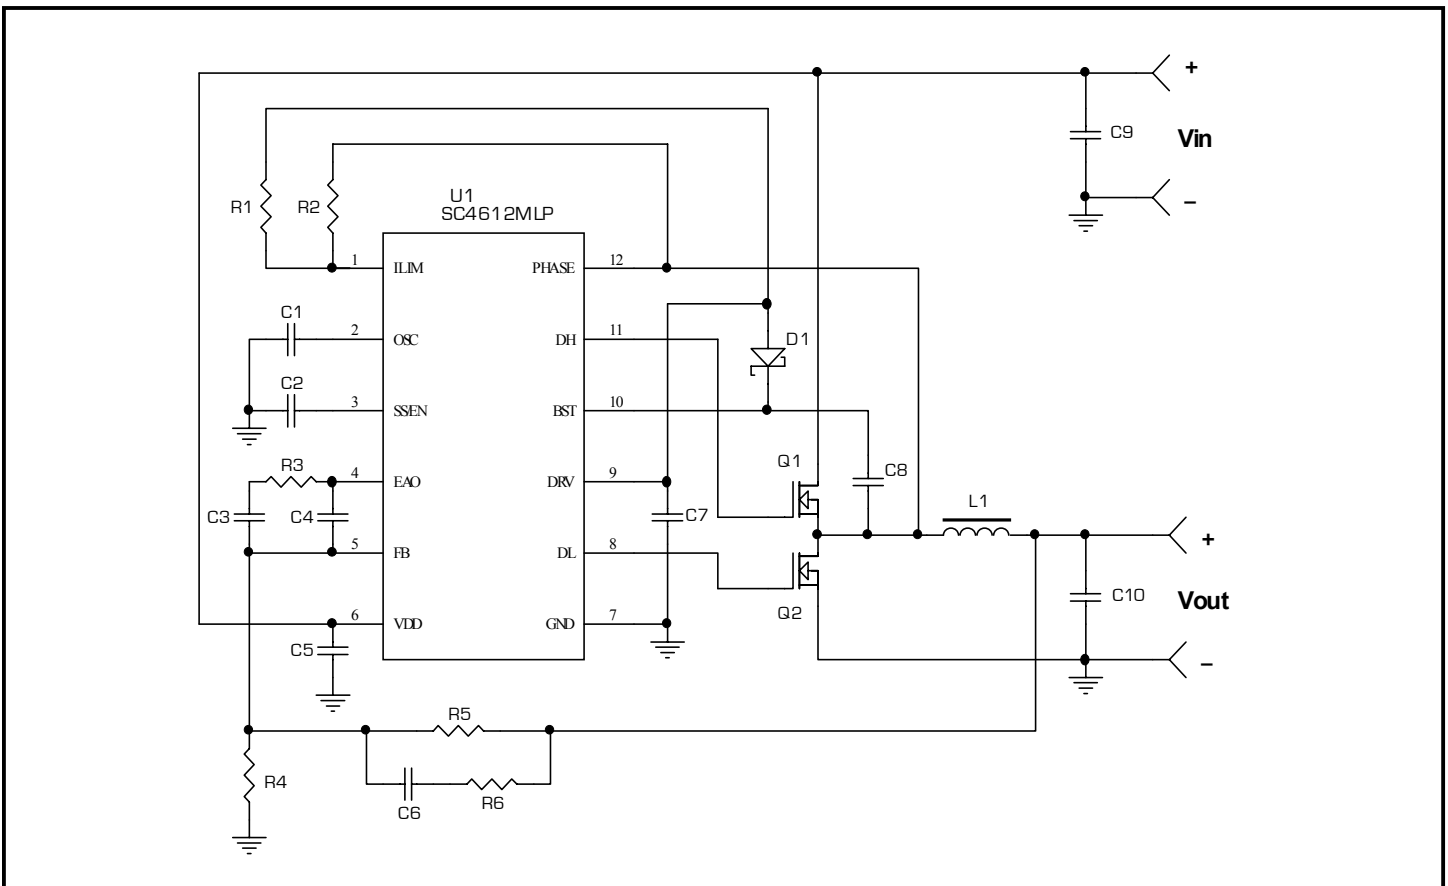 +
C9
Vin
–
U1
SC4612MLP
R1
R2
1
ILIM
PHASE
12
C1
2
OSC
DH
11
D1
C2
3
SSEN
BST
10
Q1
C8
R3
4
EAO
DRV
9
C3
C4
C7
L1
5
FB
DL
8
+
Q2
C10
Vout
6
VDD
GND
7
C5
–
R5
R4
C6
R6